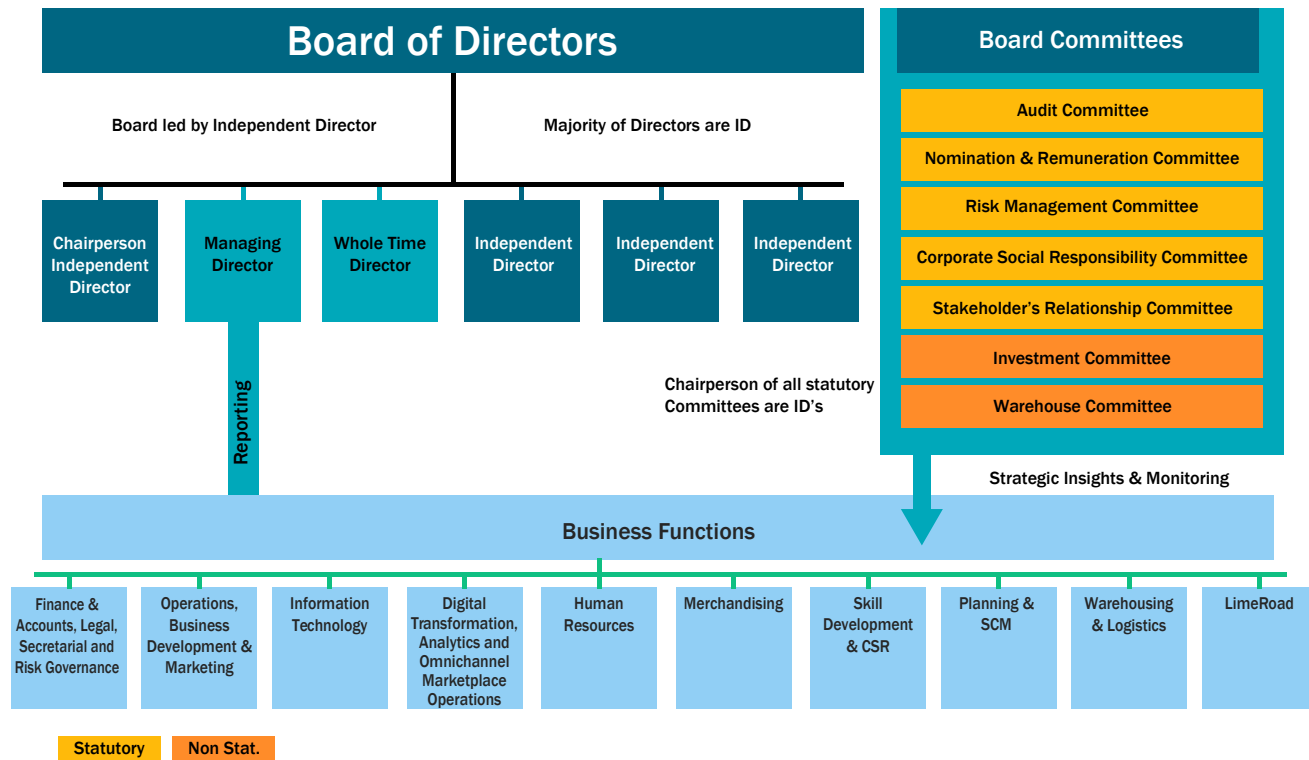 Board of Directors
Board led by Independent Director
Majority of Directors are ID
Chairperson
Independent
Director
Managing
Director
Whole Time
Director
Independent
Director
Independent
Director
Independent
Director
Reporting
Board Committees
Audit Committee
Nomination & Remuneration Committee
Risk Management Committee
Corporate Social Responsibility Committee
Stakeholder's Relationship Committee
Investment Committee
Warehouse Committee
Chairperson of all statutory
Committees are ID's
Strategic Insights & Monitoring
Business Functions
Finance &
Accounts, Legal,
Secretarial and
Risk Governance
Operations,
Business
Development &
Marketing
Information
Technology
Digital
Transformation,
Analytics and
Omnichannel
Marketplace
Operations
Human
Resources
Merchandising
Skill
Development
& CSR
Planning &
SCM
Warehousing
& Logistics
LimeRoad
Statutory
Non Stat.